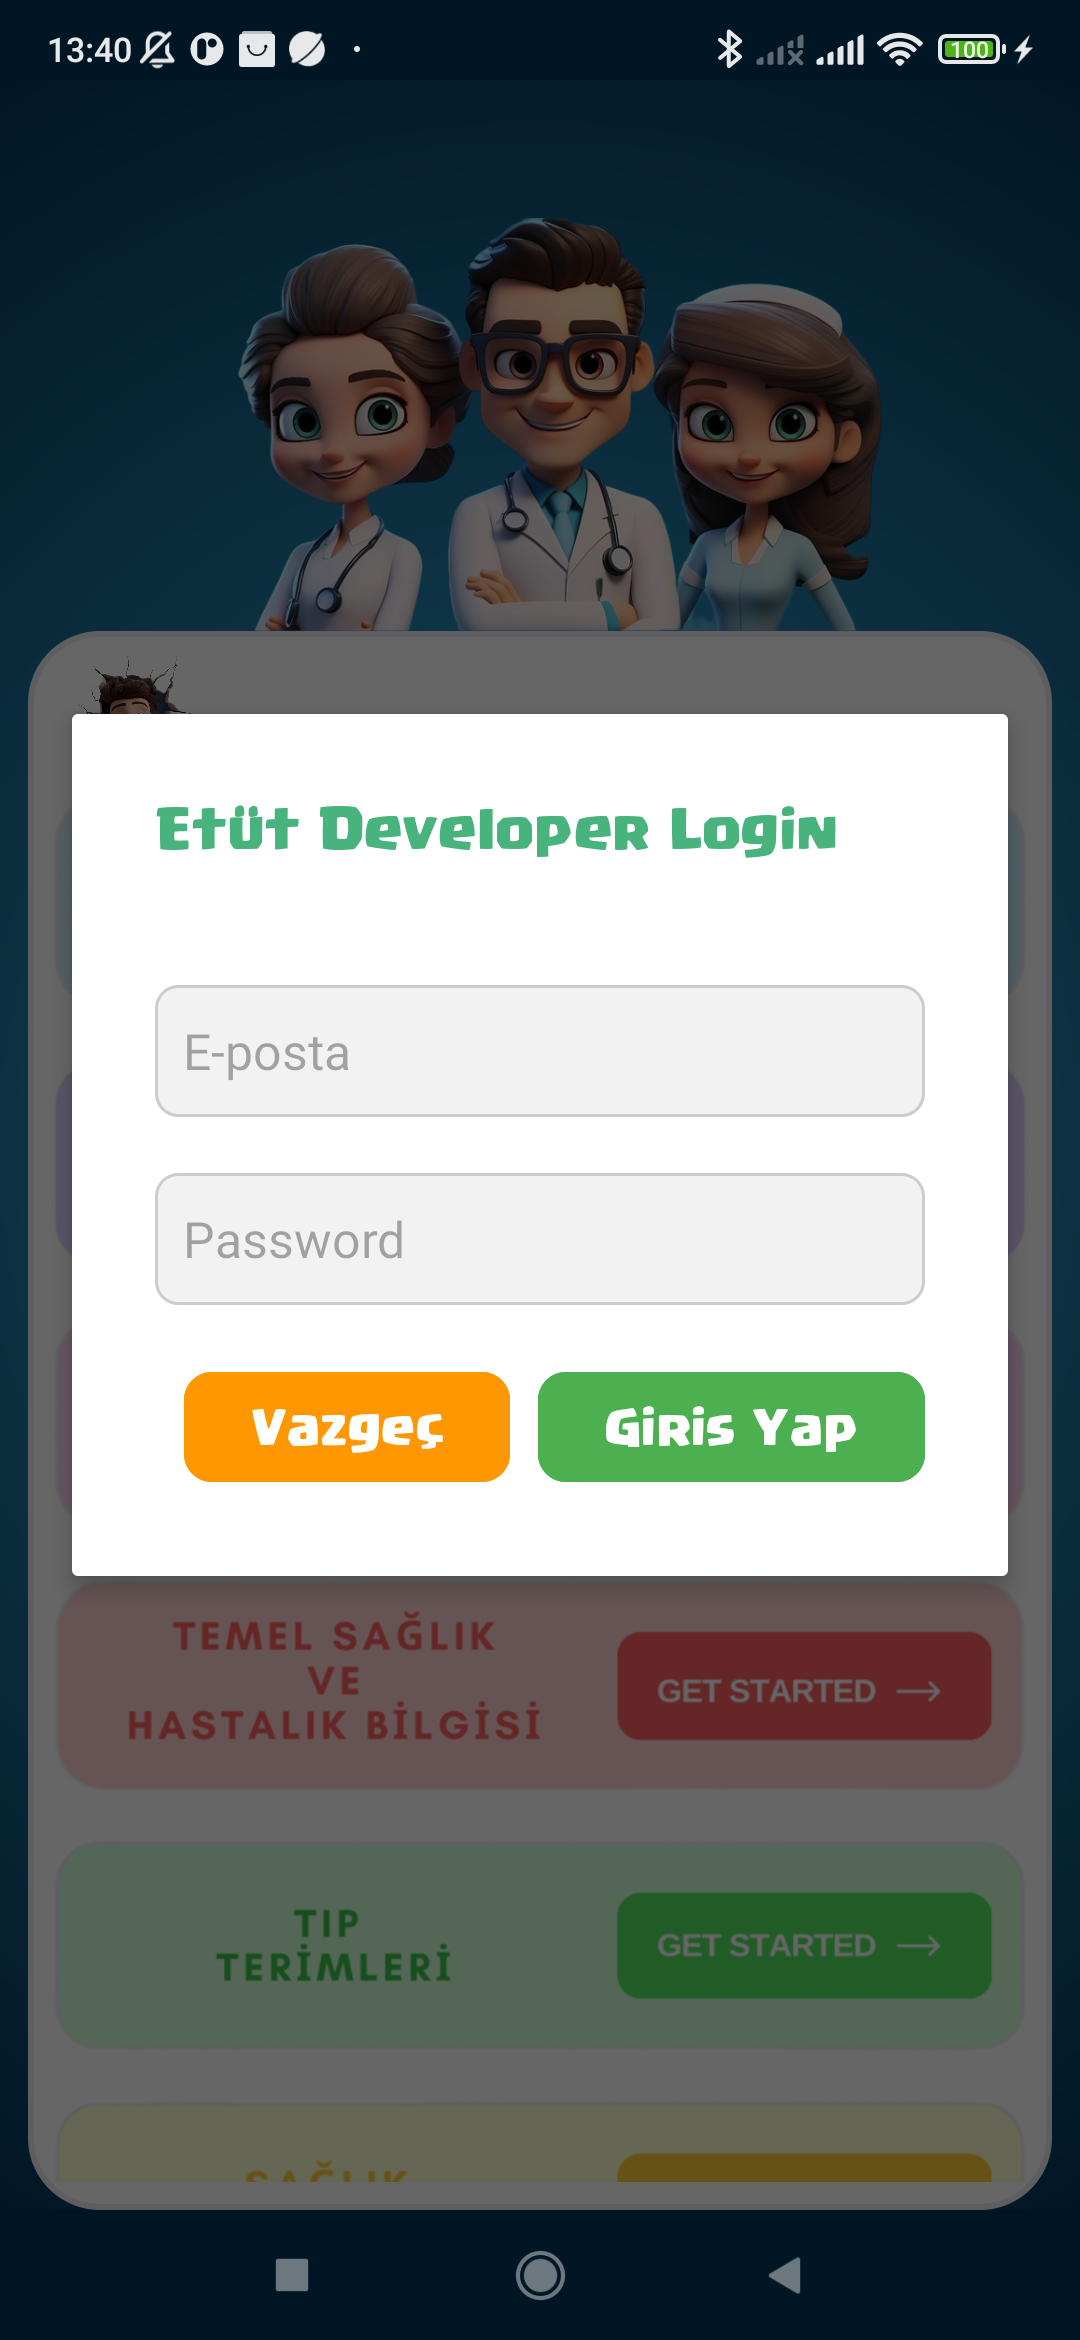 13:40
100
Etüt Developer Login
E-posta
Password
Vazgeç
Giris Yap
TEMEL SAĞLIK
VE
HASTALIK BİLGİSİ
GET STARTED
TIP
TERİMLERİ
GET STARTED
SAĞLIK